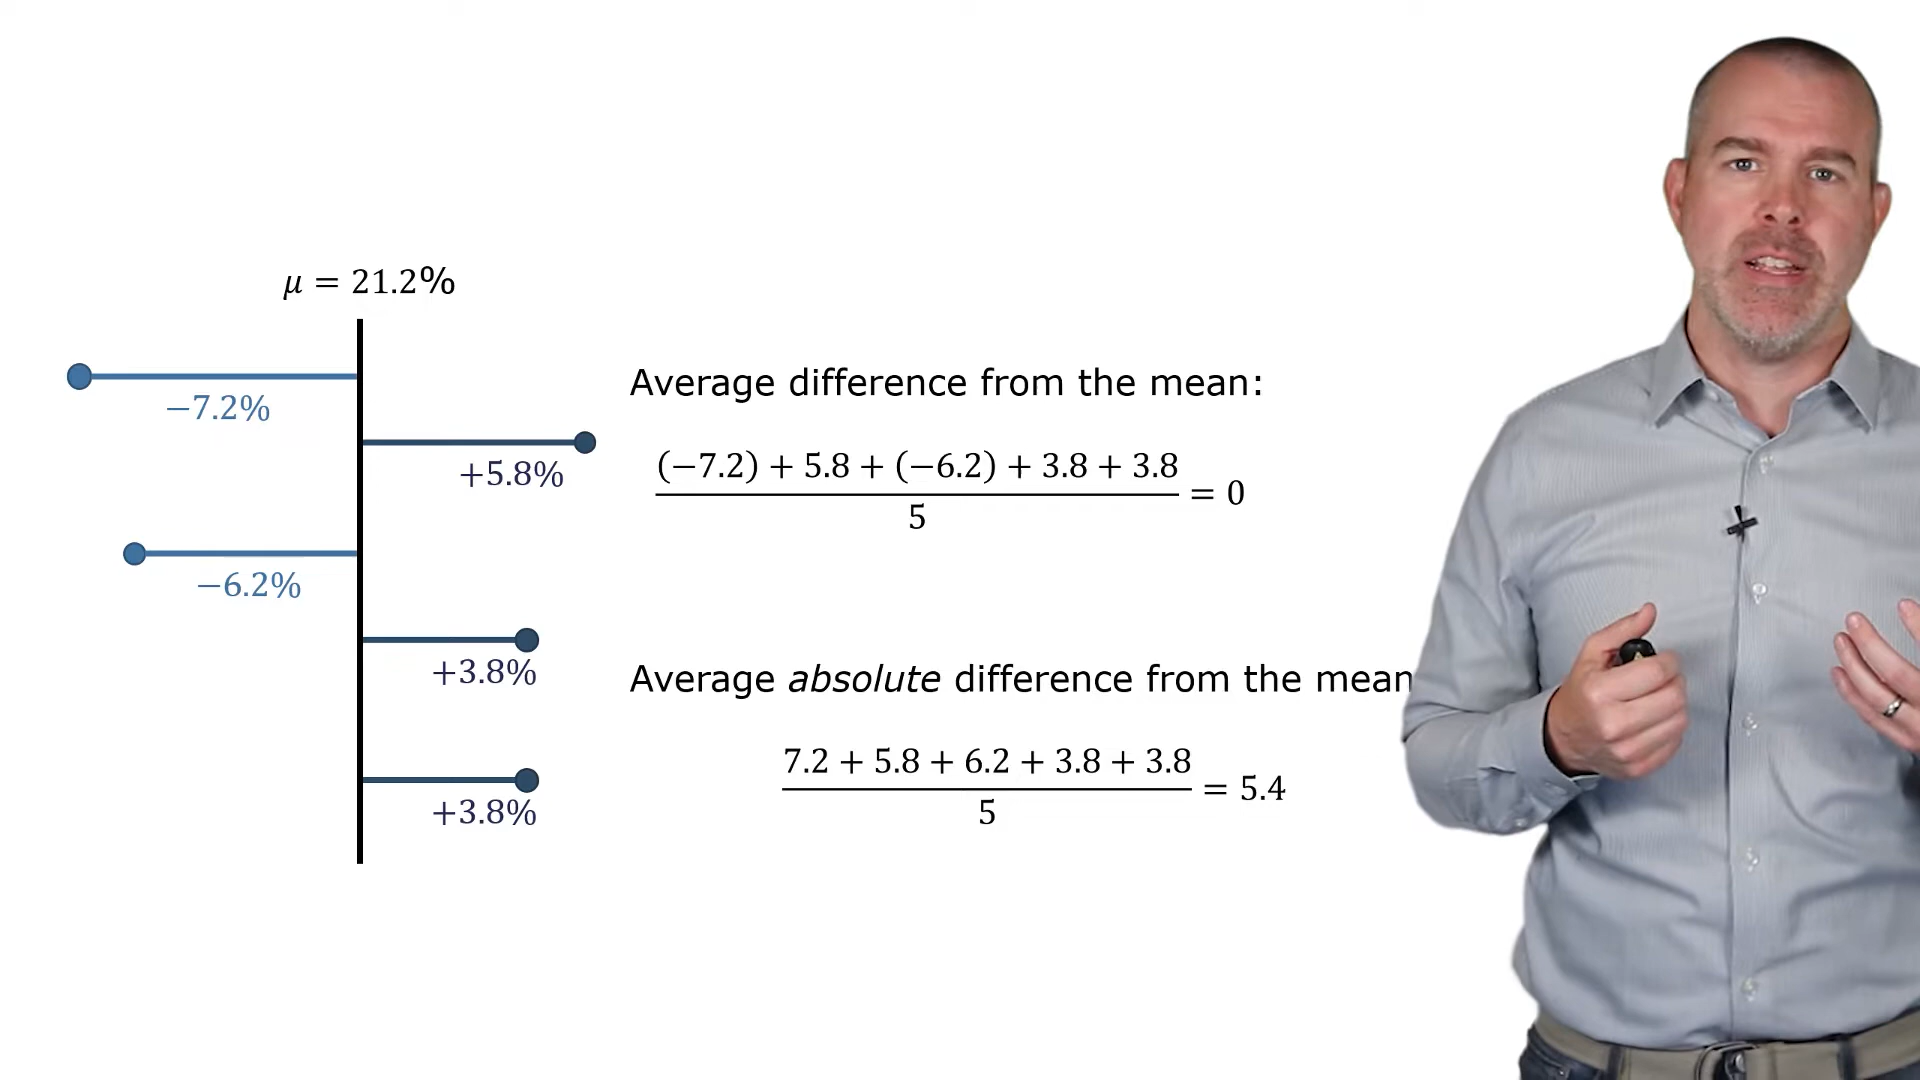 μ = 21.2%
−7.2%
+5.8%
−6.2%
+3.8%
+3.8%
Average difference from the mean:
(−7.2) + 5.8 + (−6.2) + 3.8 + 3.8
5
= 0
Average absolute difference from the mean
7.2 + 5.8 + 6.2 + 3.8 + 3.8
5
= 5.4